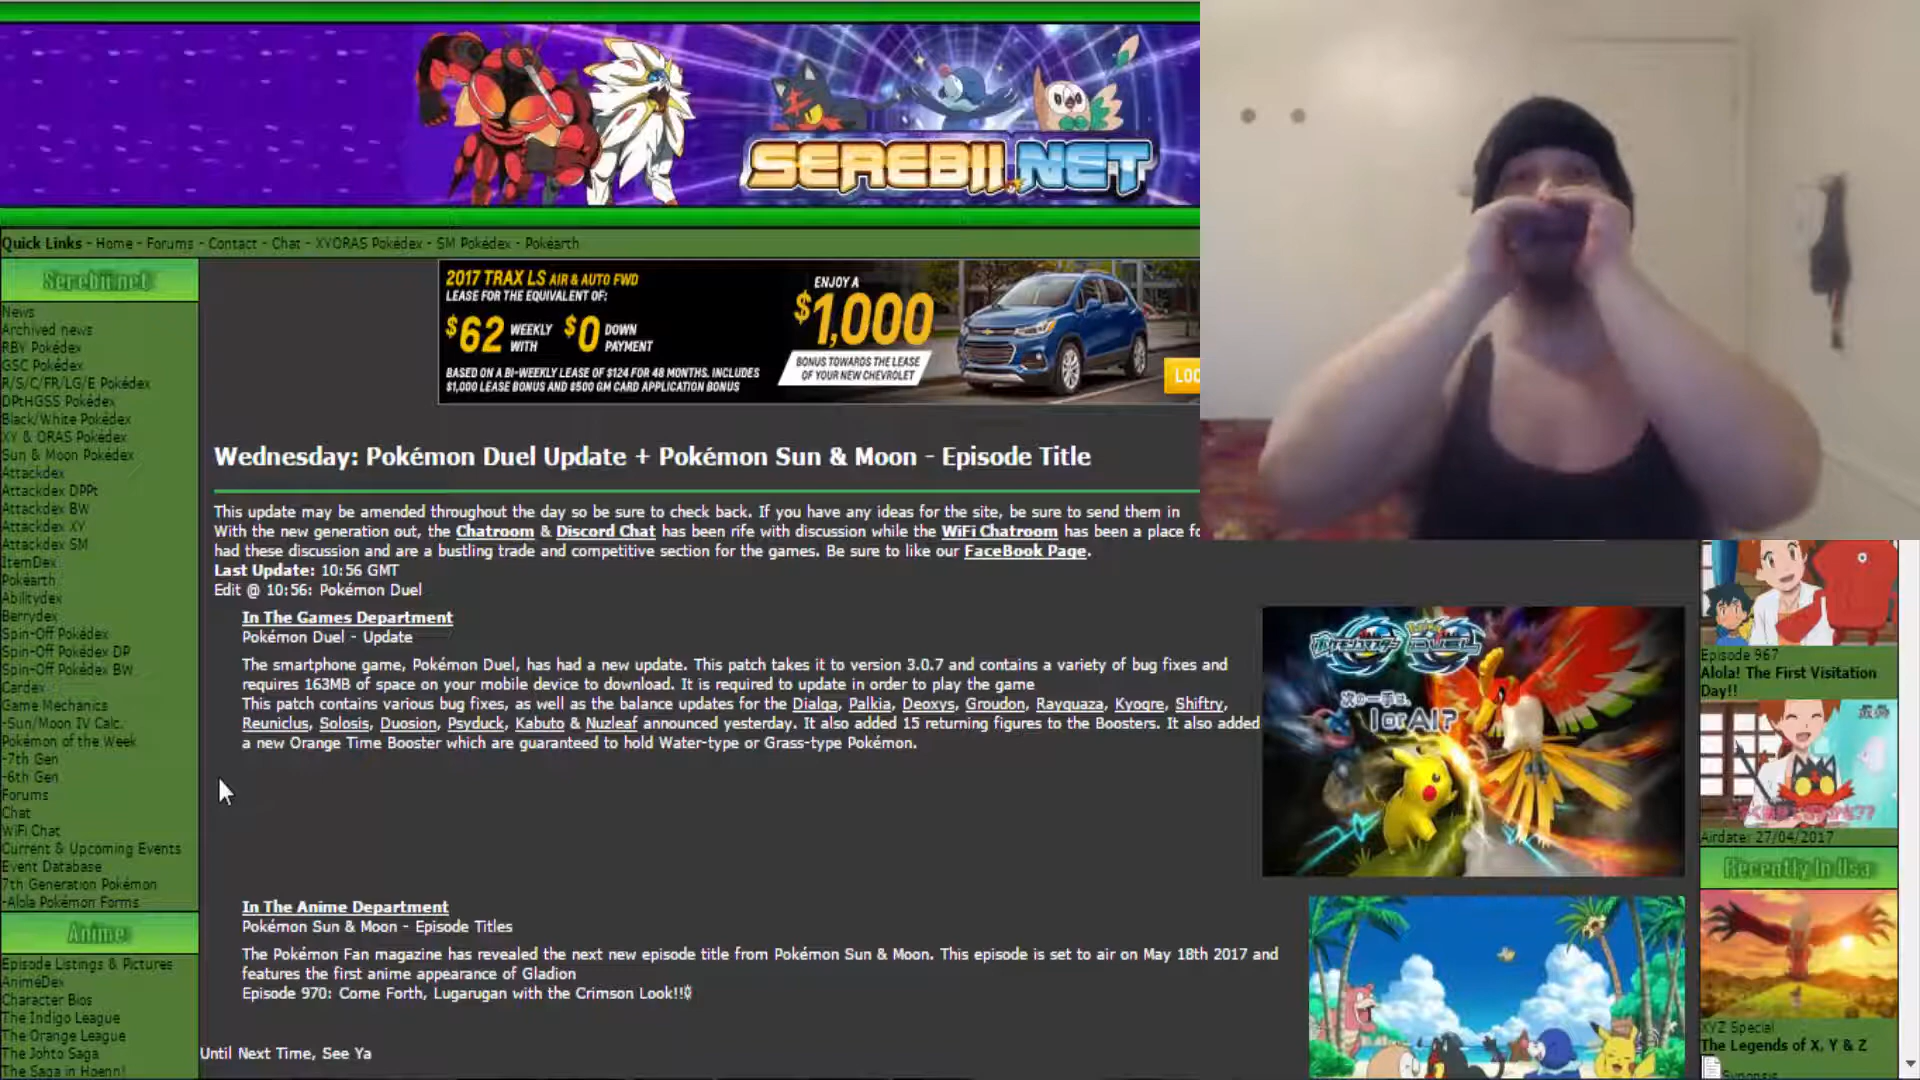 SEREBII.NET
Quick Links - Home - Forums - Contact - Chat - XYORAS Pokédex - SM Pokédex - Pokéarth
Serebii.net
News
Archived news
RBY Pokédex
GSC Pokédex
R/S/C/FR/LG/E Pokédex
DPtHGSS Pokédex
Black/White Pokédex
XY & ORAS Pokédex
Sun & Moon Pokédex
Attackdex
Attackdex DPPt
Attackdex BW
Attackdex XY
Attackdex SM
ItemDex
Pokéarth
Abilitydex
Berrydex
Spin-Off Pokédex
Spin-Off Pokédex DP
Spin-Off Pokédex BW
Cardex
Game Mechanics
-Sun/Moon IV Calc.
Pokémon of the Week
-7th Gen
-6th Gen
Forums
Chat
WiFi Chat
Current & Upcoming Events
Event Database
7th Generation Pokémon
-Alola Pokémon Forms
Anime
Episode Listings & Pictures
AniméDex
Character Bios
The Indigo League
The Orange League
The Johto Saga
The Saga in Hoenn!
2017 TRAX LS AIR & AUTO FWD
LEASE FOR THE EQUIVALENT OF:
$62 WEEKLY WITH $0 DOWN PAYMENT
BASED ON A BI-WEEKLY LEASE OF $124 FOR 48 MONTHS. INCLUDES
$1,000 LEASE BONUS AND $500 GM CARD APPLICATION BONUS
ENJOY A
$1,000
BONUS TOWARDS THE LEASE
OF YOUR NEW CHEVROLET
LOC
Wednesday: Pokémon Duel Update + Pokémon Sun & Moon - Episode Title
This update may be amended throughout the day so be sure to check back. If you have any ideas for the site, be sure to send them in
With the new generation out, the Chatroom & Discord Chat has been rife with discussion while the WiFi Chatroom has been a place fo
had these discussion and are a bustling trade and competitive section for the games. Be sure to like our FaceBook Page.
Last Update: 10:56 GMT
Edit @ 10:56: Pokémon Duel
In The Games Department
Pokémon Duel - Update
The smartphone game, Pokémon Duel, has had a new update. This patch takes it to version 3.0.7 and contains a variety of bug fixes and
requires 163MB of space on your mobile device to download. It is required to update in order to play the game
This patch contains various bug fixes, as well as the balance updates for the Dialga, Palkia, Deoxys, Groudon, Rayquaza, Kyogre, Shiftry,
Reuniclus, Solosis, Duosion, Psyduck, Kabuto & Nuzleaf announced yesterday. It also added 15 returning figures to the Boosters. It also added
a new Orange Time Booster which are guaranteed to hold Water-type or Grass-type Pokémon.
DUEL
次の一手は、
I or AI?
In The Anime Department
Pokémon Sun & Moon - Episode Titles
The Pokémon Fan magazine has revealed the next new episode title from Pokémon Sun & Moon. This episode is set to air on May 18th 2017 and
features the first anime appearance of Gladion
Episode 970: Come Forth, Lugarugan with the Crimson Look!!
Until Next Time, See Ya
Episode 967
Alola! The First Visitation
Day!!
Airdate: 27/04/2017
Recently In Usa
XYZ Special
The Legends of X, Y & Z
Synopsis